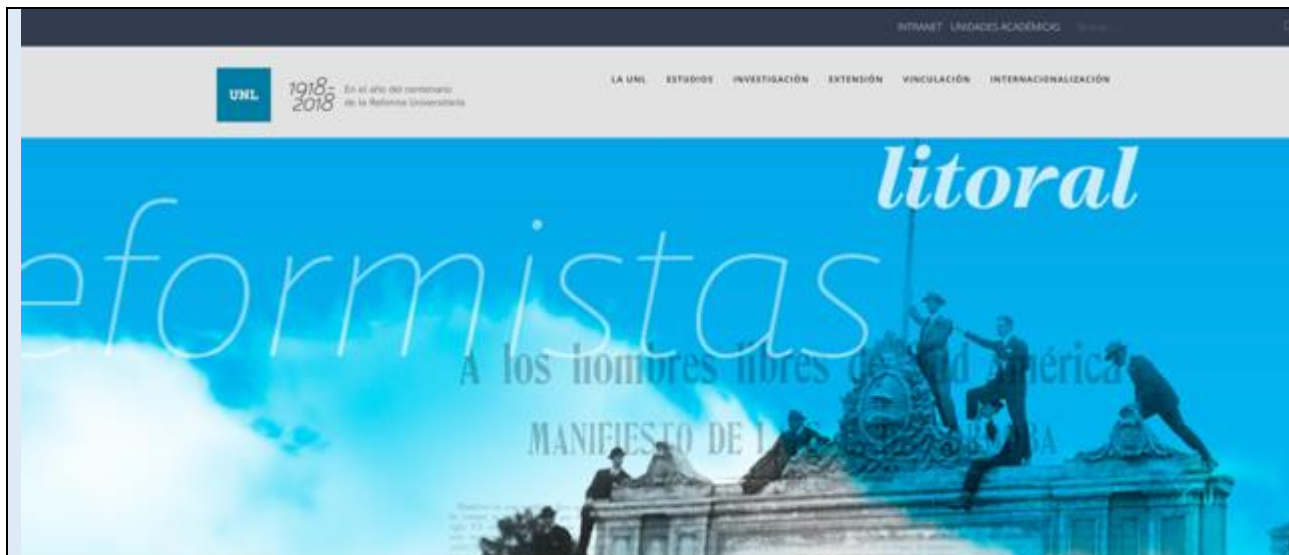 INTRANET UNIDADES ACADÉMICAS
UNL
1918-
2018
En el año del centenario
de la Reforma Universitaria
LA UNL ESTUDIOS INVESTIGACIÓN EXTENSIÓN VINCULACIÓN INTERNACIONALIZACIÓN
litoral
eformistas
A los hombres libres de Sud América
MANIFIESTO DE